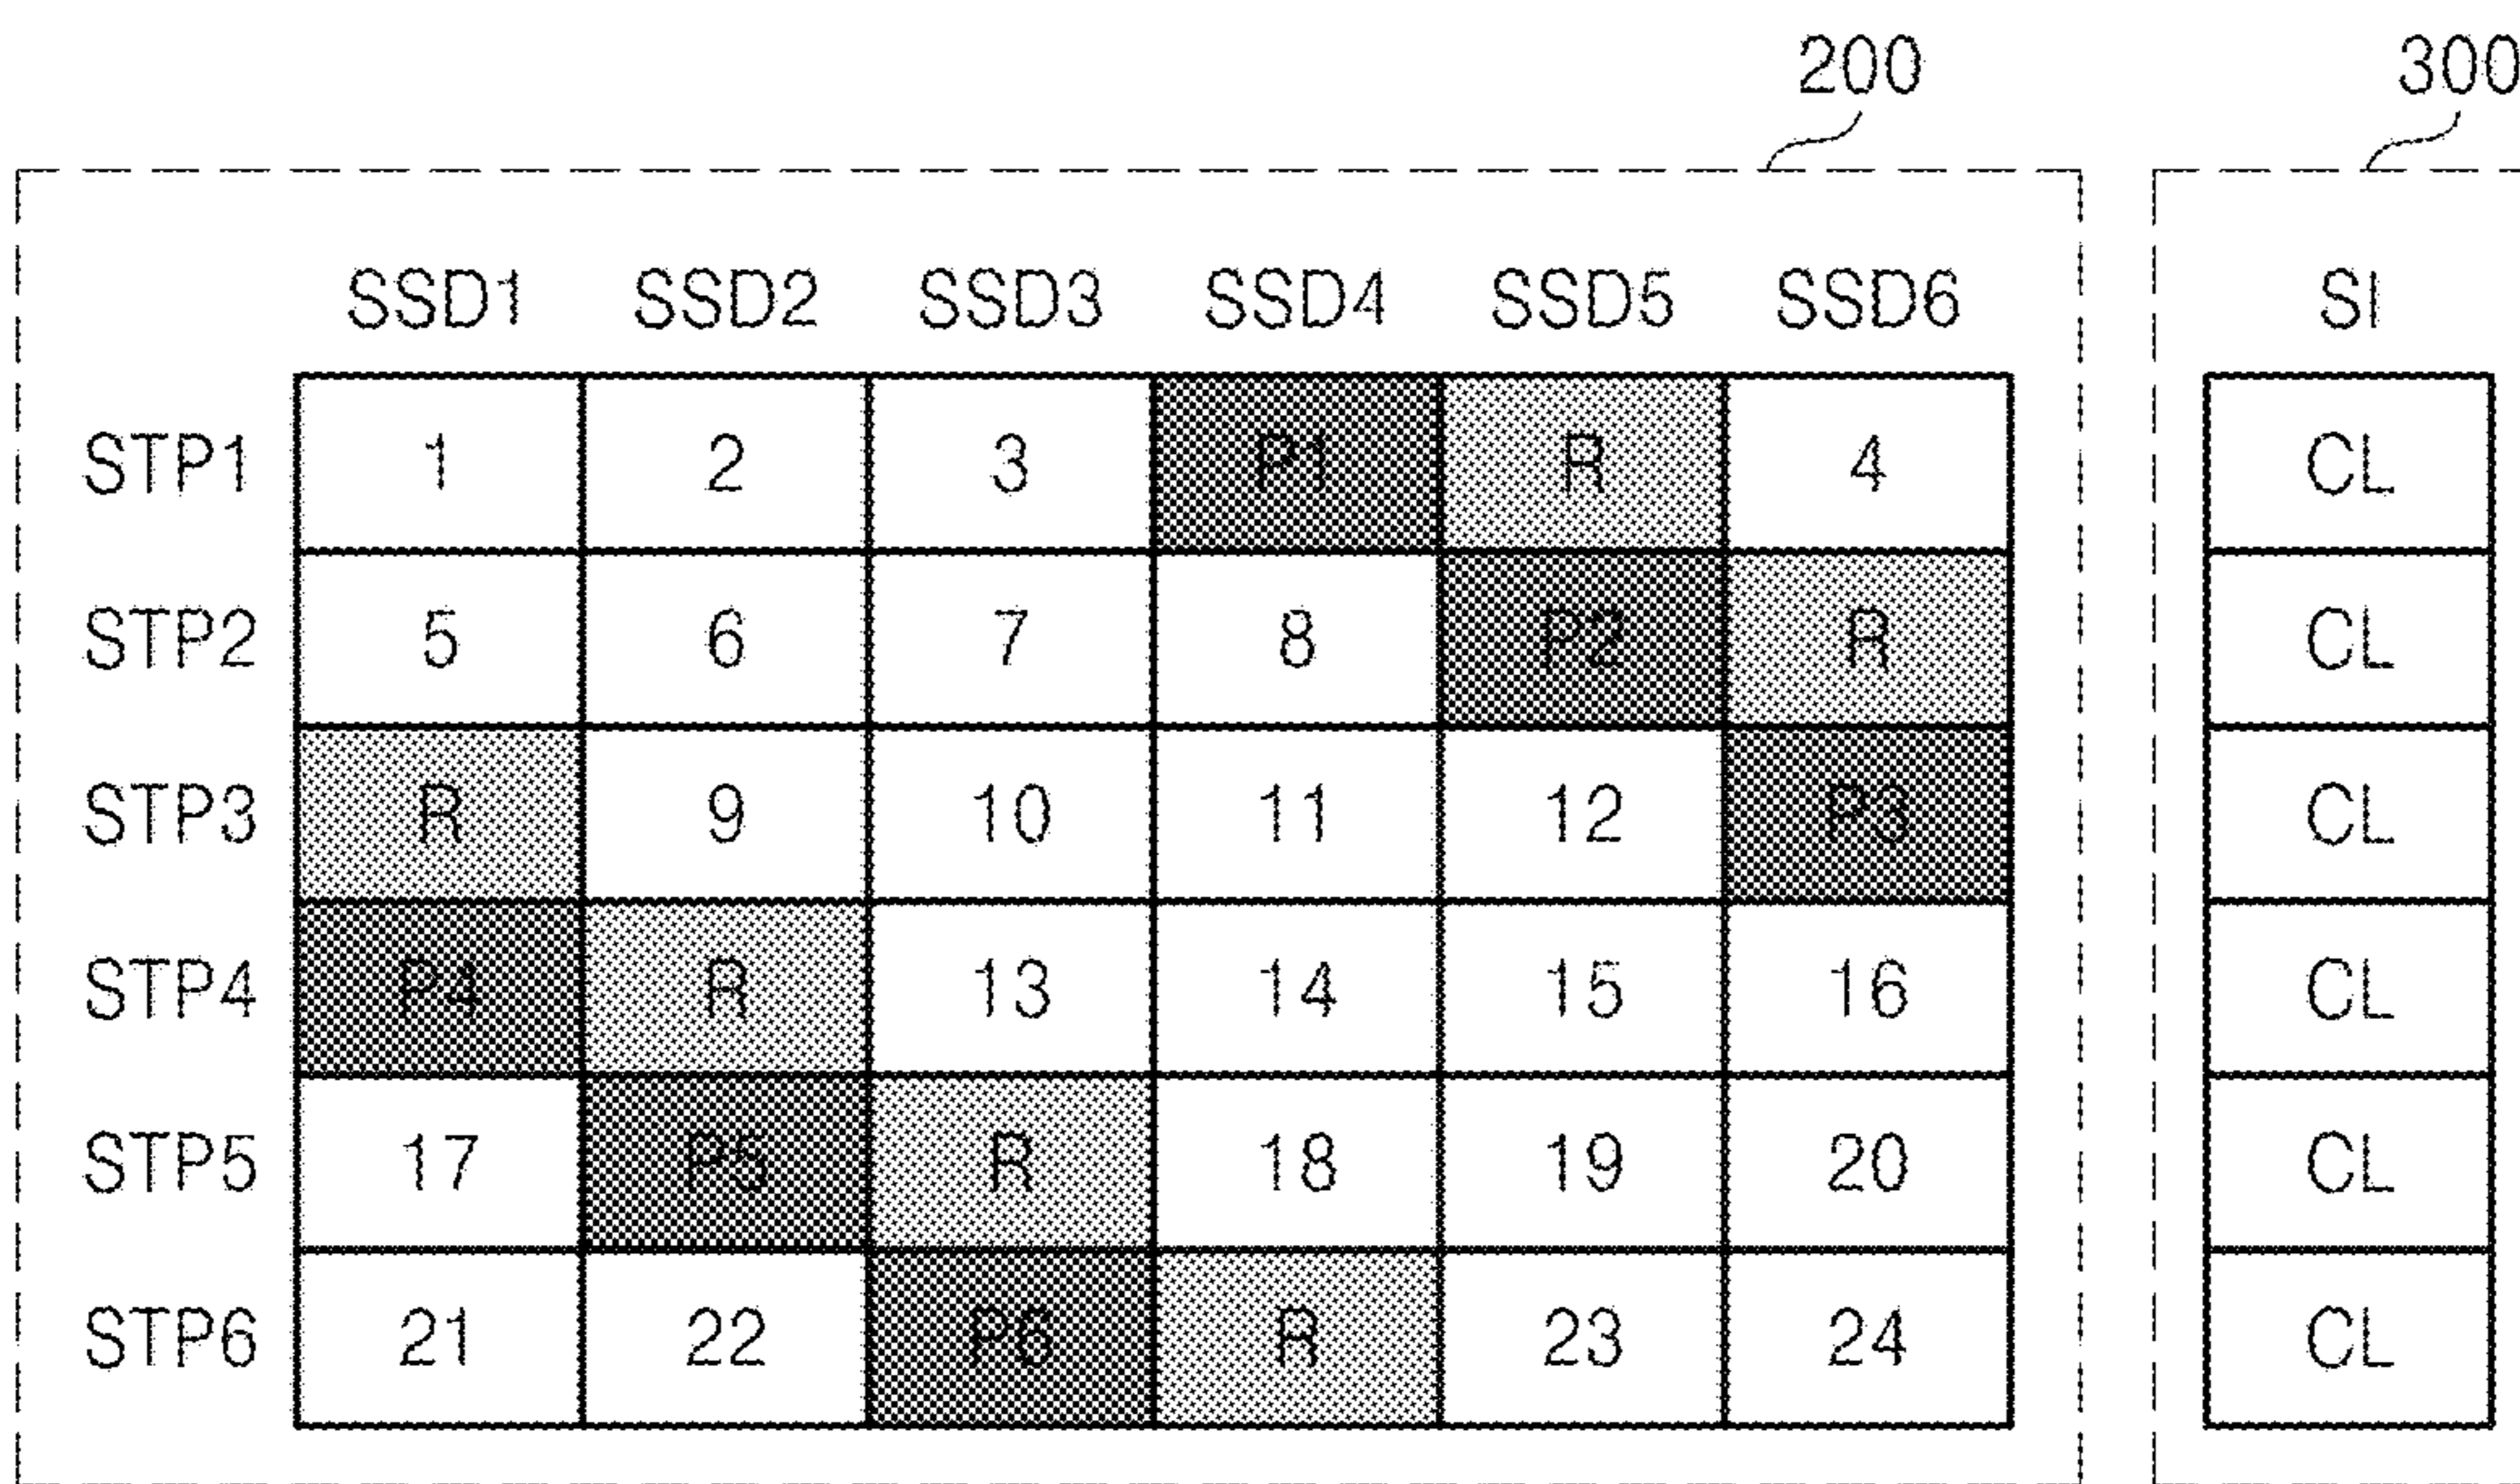 200 300
SSD1 SSD2 SSD3 SSD4 SSD5 SSD6 SI
STP1 1 2 3 P1 R 4 CL
STP2 5 6 7 8 P2 R CL
STP3 R 9 10 11 12 P3 CL
STP4 P4 R 13 14 15 16 CL
STP5 17 P5 R 18 19 20 CL
STP6 21 22 P6 R 23 24 CL